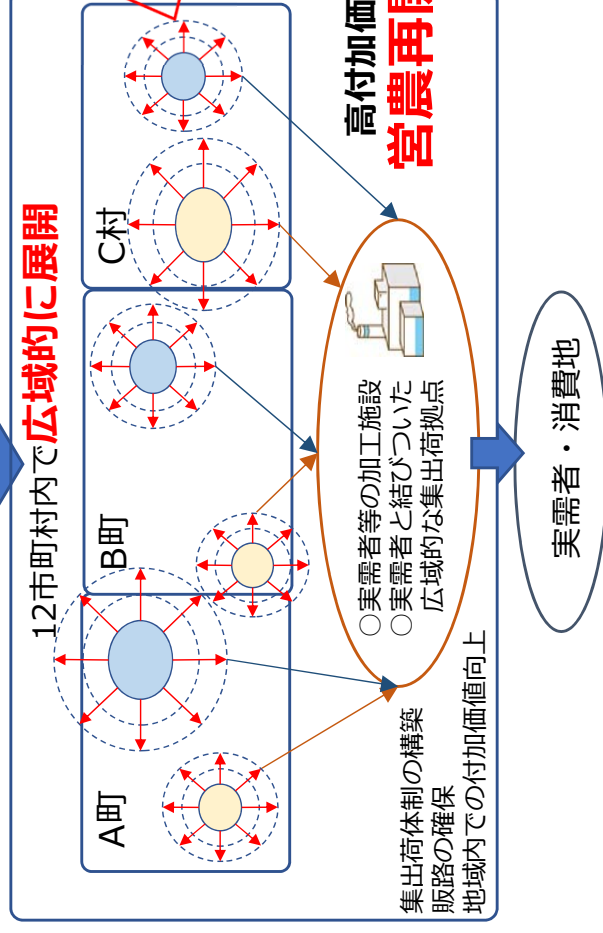 12市町村内で広域的に展開
A町
B町
C村
○実需者等の加工施設
○実需者と結びついた
広域的な集出荷拠点
集出荷体制の構築
販路の確保
地域内での付加価値向上
高付加価
営農再開
実需者・消費地